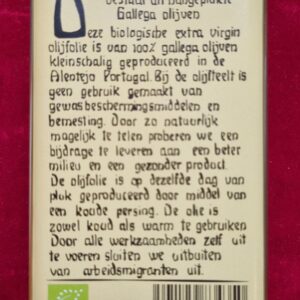 bestaat uit handgeplukte
Gallega olijven
Deze biologische extra virgin
olijfolie is van 100% gallega olijven
kleinschalig geproduceerd in de
Alentejo Portugal. Bij de olijfteelt is
geen gebruik gemaakt van
gewasbeschermingsmiddelen en
bemesting. Door zo natuurlijk
mogelijk te telen proberen we een
bijdrage te leveren aan een beter
milieu en een gezonder product.
De olijfolie is op dezelfde dag van
pluk geproduceerd door middel van
een koude persing. De olie is
zowel koud als warm te gebruiken
Door alle werkzaamheden zelf uit
te voeren sluiten we uitbuiten
van arbeidsmigranten uit.